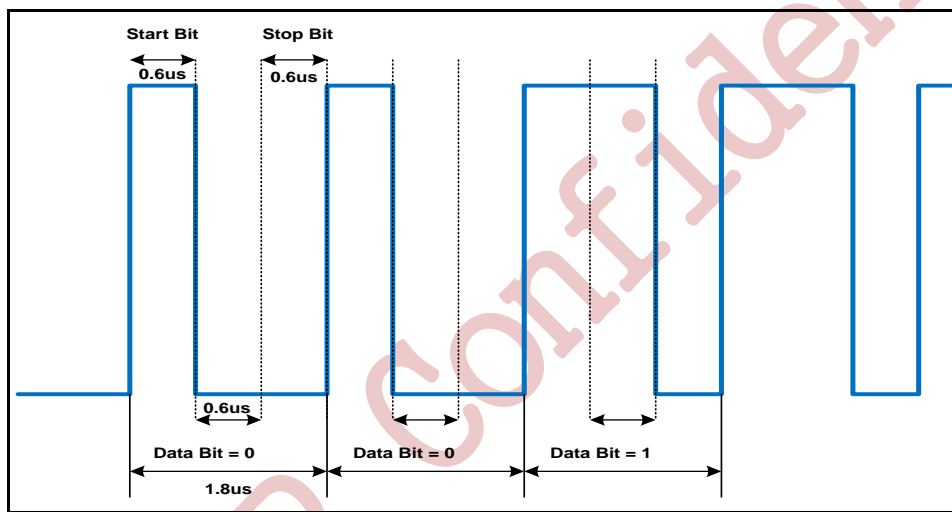 Start Bit Stop Bit
0.6us 0.6us
0.6us
Data Bit = 0 Data Bit = 0 Data Bit = 1
1.8us
Confiden